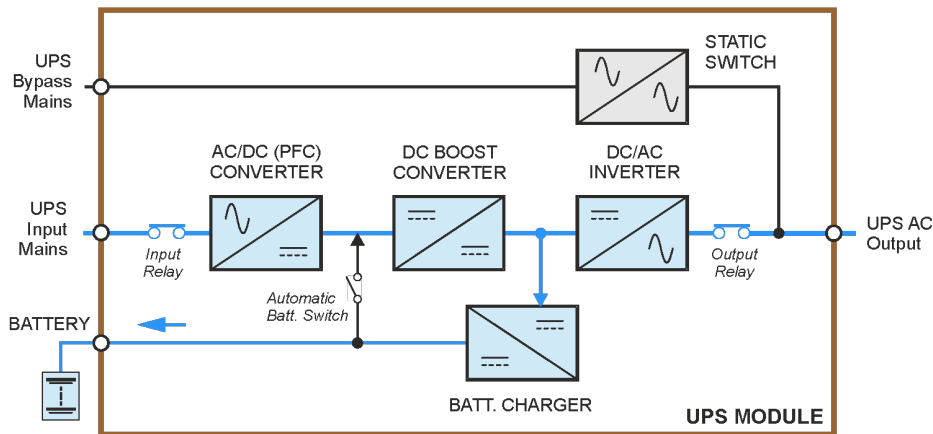 UPS
Bypass
Mains
STATIC
SWITCH
AC/DC (PFC)
CONVERTER
DC BOOST
CONVERTER
DC/AC
INVERTER
UPS
Input
Mains
Input
Relay
Output
Relay
UPS AC
Output
Automatic
Batt. Switch
BATTERY
BATT. CHARGER
UPS MODULE